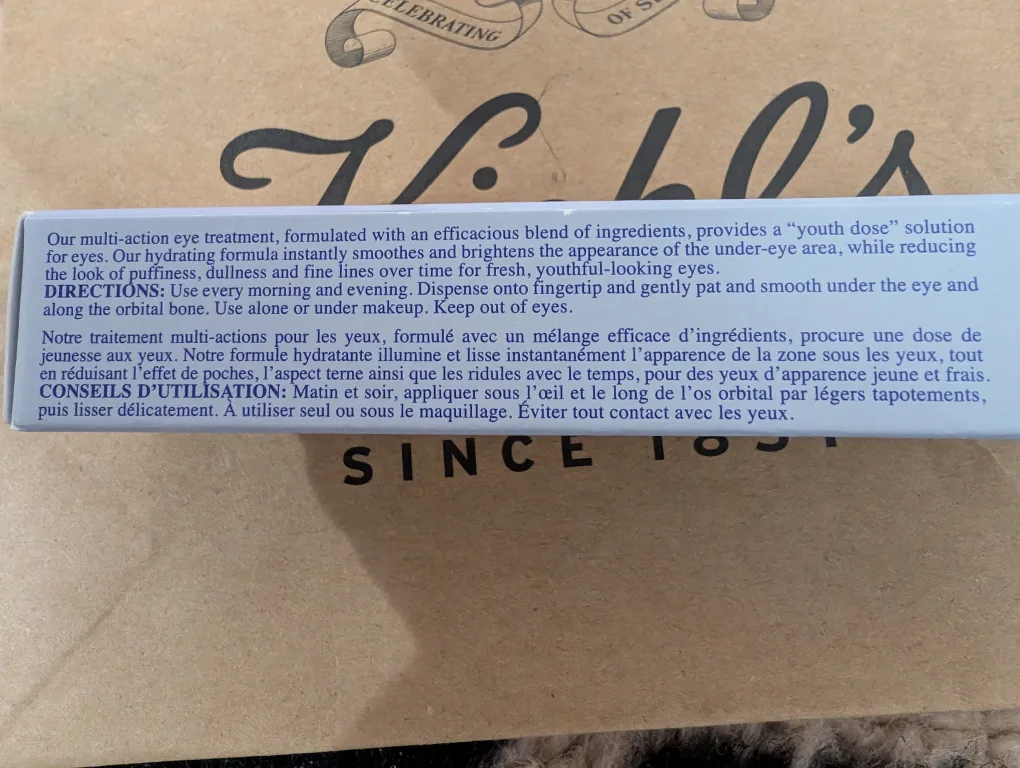 CELEBRATING
OF SE
Kiehl's
Our multi-action eye treatment, formulated with an efficacious blend of ingredients, provides a “youth dose” solution
for eyes. Our hydrating formula instantly smoothes and brightens the appearance of the under-eye area, while reducing
the look of puffiness, dullness and fine lines over time for fresh, youthful-looking eyes.
DIRECTIONS: Use every morning and evening. Dispense onto fingertip and gently pat and smooth under the eye and
along the orbital bone. Use alone or under makeup. Keep out of eyes.
Notre traitement multi-actions pour les yeux, formulé avec un mélange efficace d’ingrédients, procure une dose de
jeunesse aux yeux. Notre formule hydratante illumine et lisse instantanément l’apparence de la zone sous les yeux, tout
en réduisant l’effet de poches, l’aspect terne ainsi que les ridules avec le temps, pour des yeux d’apparence jeune et frais.
CONSEILS D’UTILISATION: Matin et soir, appliquer sous l’œil et le long de l’os orbital par légers tapotements,
puis lisser délicatement. À utiliser seul ou sous le maquillage. Éviter tout contact avec les yeux.
SINCE 1851